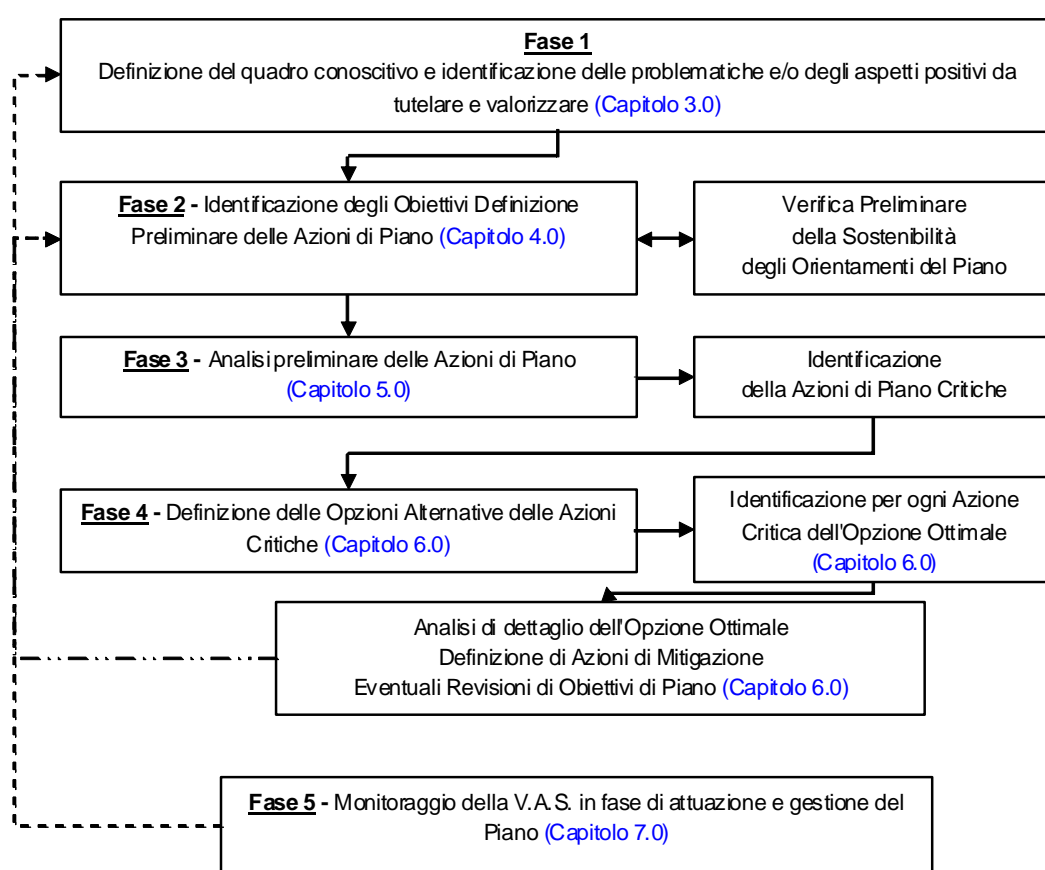 Fase 1
Definizione del quadro conoscitivo e identificazione delle problematiche e/o degli aspetti positivi da
tutelare e valorizzare (Capitolo 3.0)
Fase 2 - Identificazione degli Obiettivi Definizione
Preliminare delle Azioni di Piano (Capitolo 4.0)
Verifica Preliminare
della Sostenibilità
degli Orientamenti del Piano
Fase 3 - Analisi preliminare delle Azioni di Piano
(Capitolo 5.0)
Identificazione
della Azioni di Piano Critiche
Fase 4 - Definizione delle Opzioni Alternative delle Azioni
Critiche (Capitolo 6.0)
Identificazione per ogni Azione
Critica dell'Opzione Ottimale
(Capitolo 6.0)
Analisi di dettaglio dell'Opzione Ottimale
Definizione di Azioni di Mitigazione
Eventuali Revisioni di Obiettivi di Piano (Capitolo 6.0)
Fase 5 - Monitoraggio della V.A.S. in fase di attuazione e gestione del
Piano (Capitolo 7.0)